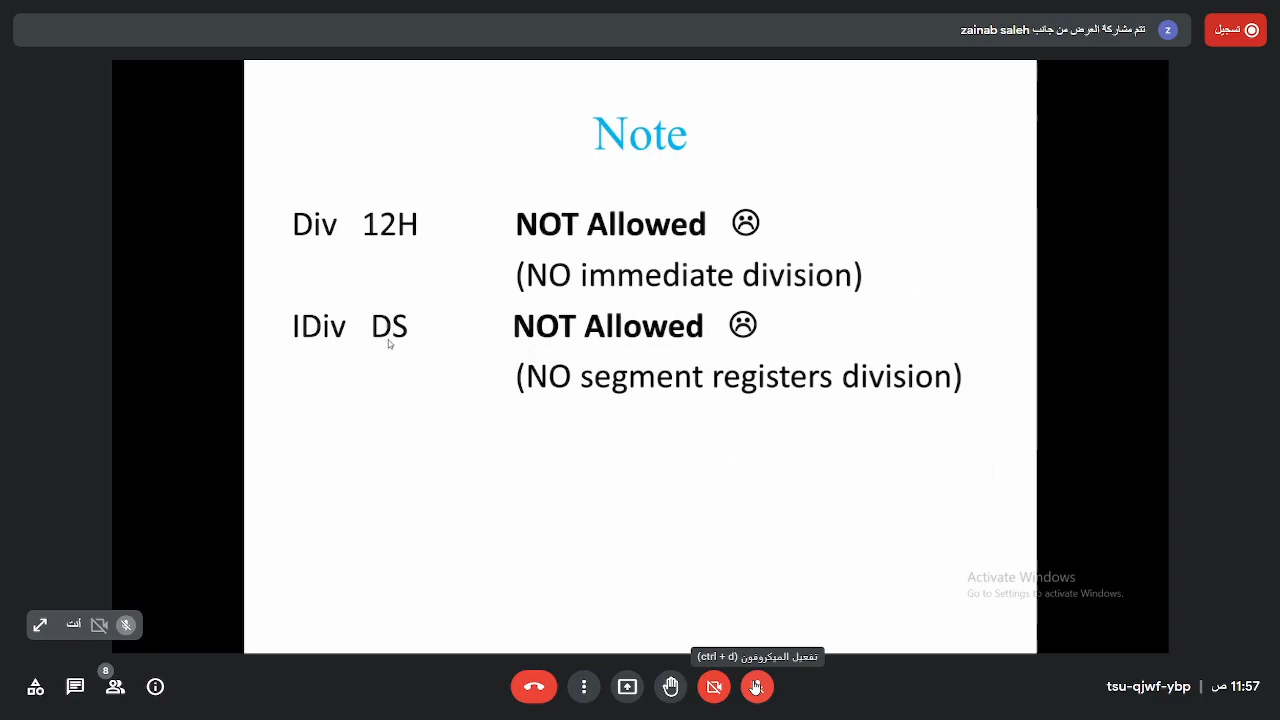 تتم مشاركة العرض من جانب zainab saleh
z
تسجيل
Note
Div 12H NOT Allowed ☹
(NO immediate division)
IDiv DS NOT Allowed ☹
(NO segment registers division)
Activate Windows
Go to Settings to activate Windows.
أنت
تفعيل الميكروفون (ctrl + d)
8
tsu-qjwf-ybp | 11:57 ص